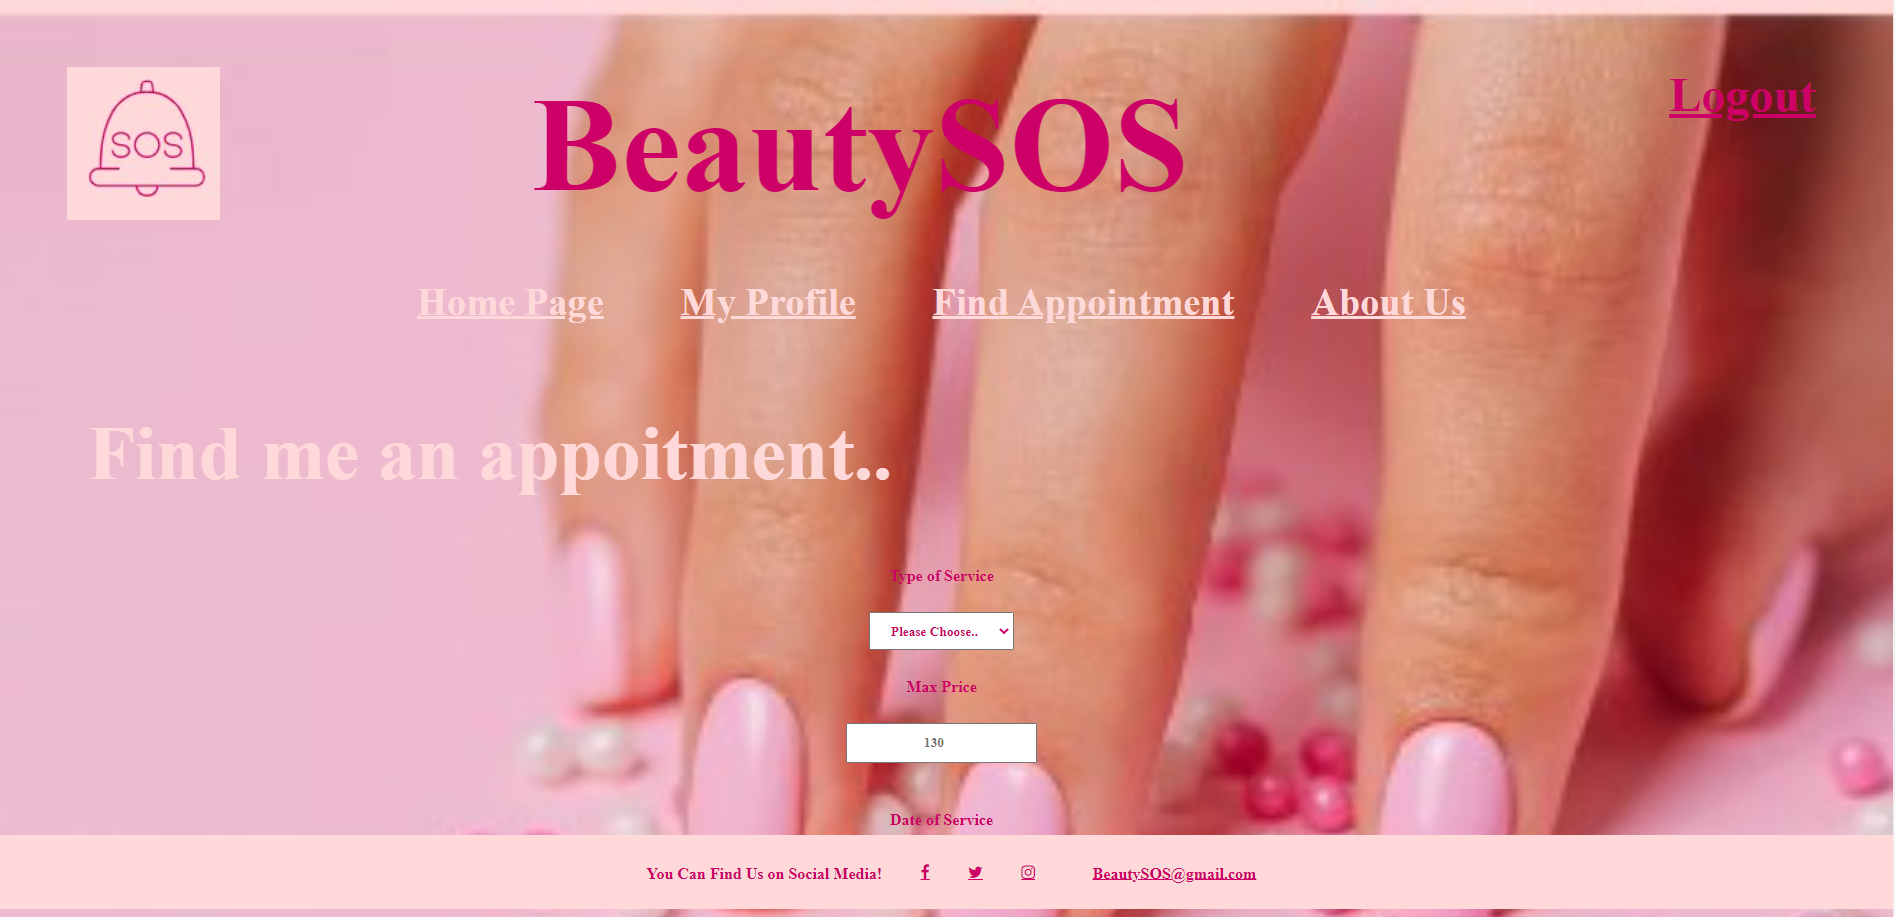 SOS
BeautySOS
Logout
Home Page My Profile Find Appointment About Us
Find me an appoitment..
Type of Service
Please Choose..
Max Price
130
Date of Service
You Can Find Us on Social Media! BeautySOS@gmail.com